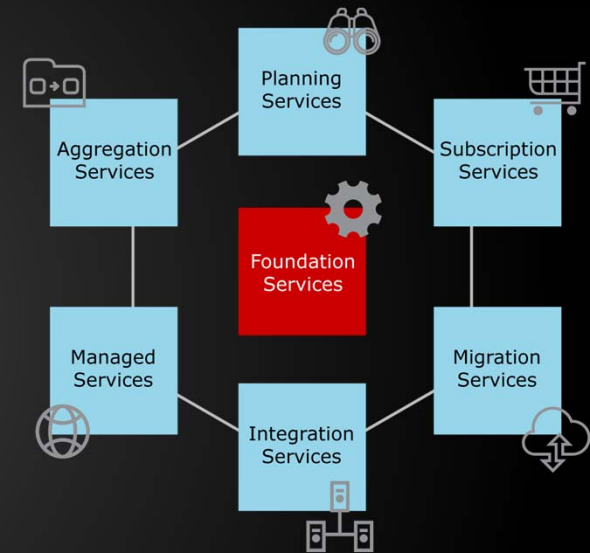 Planning
Services
Aggregation
Services
Subscription
Services
Foundation
Services
Managed
Services
Migration
Services
Integration
Services